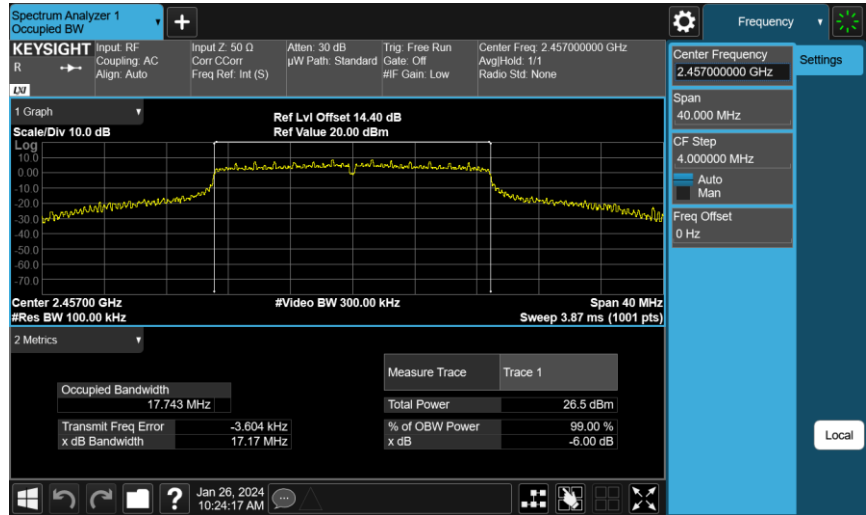 Spectrum Analyzer 1
Occupied BW
Frequency
KEYSIGHT
R
LXI
Input: RF
Coupling: AC
Align: Auto
Input Z: 50 Ω
Corr CCorr
Freq Ref: Int (S)
Atten: 30 dB
µW Path: Standard
Trig: Free Run
Gate: Off
#IF Gain: Low
Center Freq: 2.457000000 GHz
Avg|Hold: 1/1
Radio Std: None
1 Graph
Scale/Div 10.0 dB
Ref Lvl Offset 14.40 dB
Ref Value 20.00 dBm
Log
10.0
0.00
-10.0
-20.0
-30.0
-40.0
-50.0
-60.0
-70.0
Center 2.45700 GHz
#Res BW 100.00 kHz
#Video BW 300.00 kHz
Span 40 MHz
Sweep 3.87 ms (1001 pts)
2 Metrics
Occupied Bandwidth
17.743 MHz
Transmit Freq Error -3.604 kHz
x dB Bandwidth 17.17 MHz
Measure Trace Trace 1
Total Power 26.5 dBm
% of OBW Power 99.00 %
x dB -6.00 dB
Center Frequency
2.457000000 GHz
Span
40.000 MHz
CF Step
4.000000 MHz
Auto
Man
Freq Offset
0 Hz
Settings
Local
?
Jan 26, 2024
10:24:17 AM